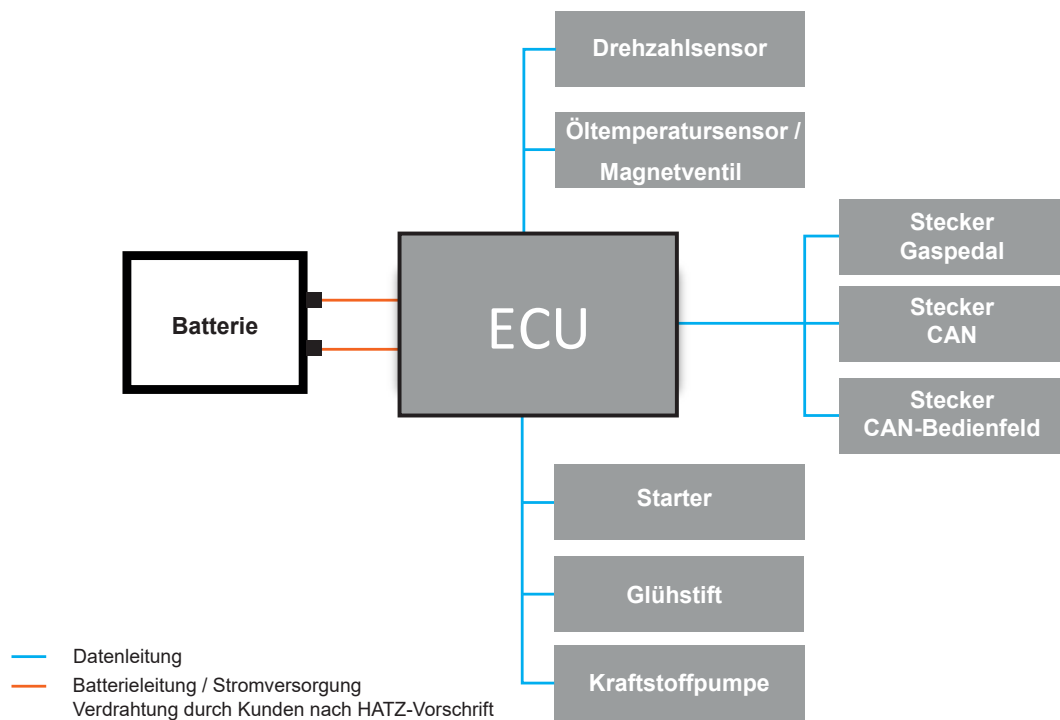 Drehzahlsensor
Öltemperatursensor /
Magnetventil
Stecker
Gaspedal
Batterie
ECU
Stecker
CAN
Stecker
CAN-Bedienfeld
Starter
Glühstift
Kraftstoffpumpe
Datenleitung
Batterieleitung / Stromversorgung
Verdrahtung durch Kunden nach HATZ-Vorschrift